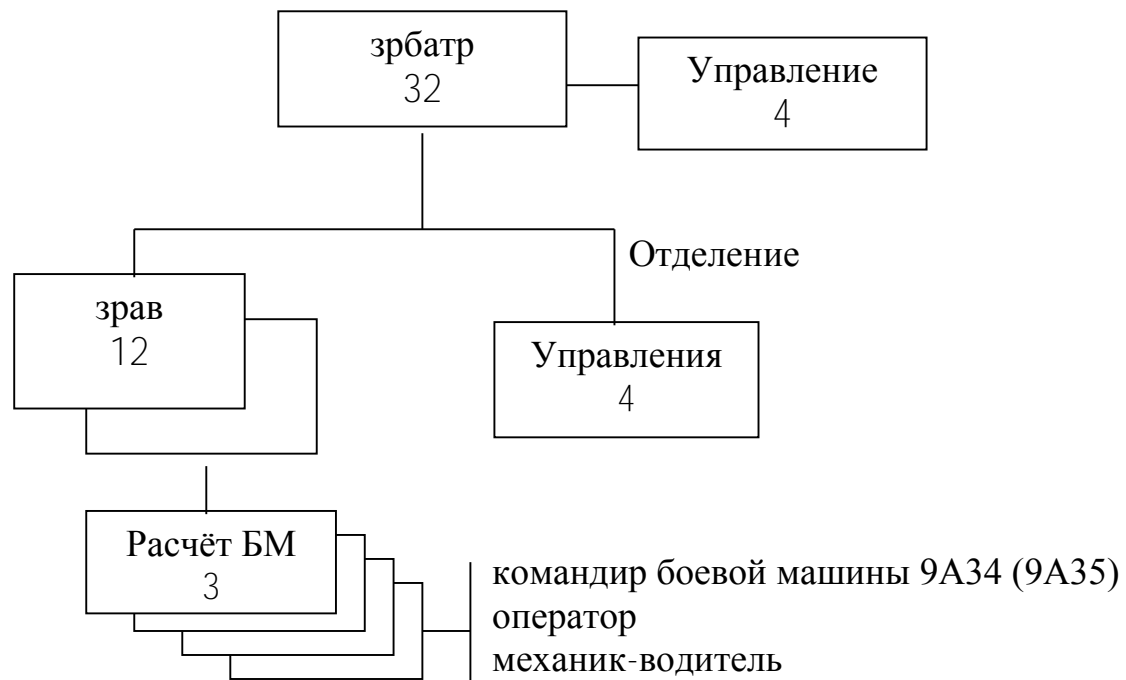 зрбатр
32
Управление
4
Отделение
зрав
12
Управления
4
Расчёт БМ
3
командир боевой машины 9А34 (9А35)
оператор
механик-водитель